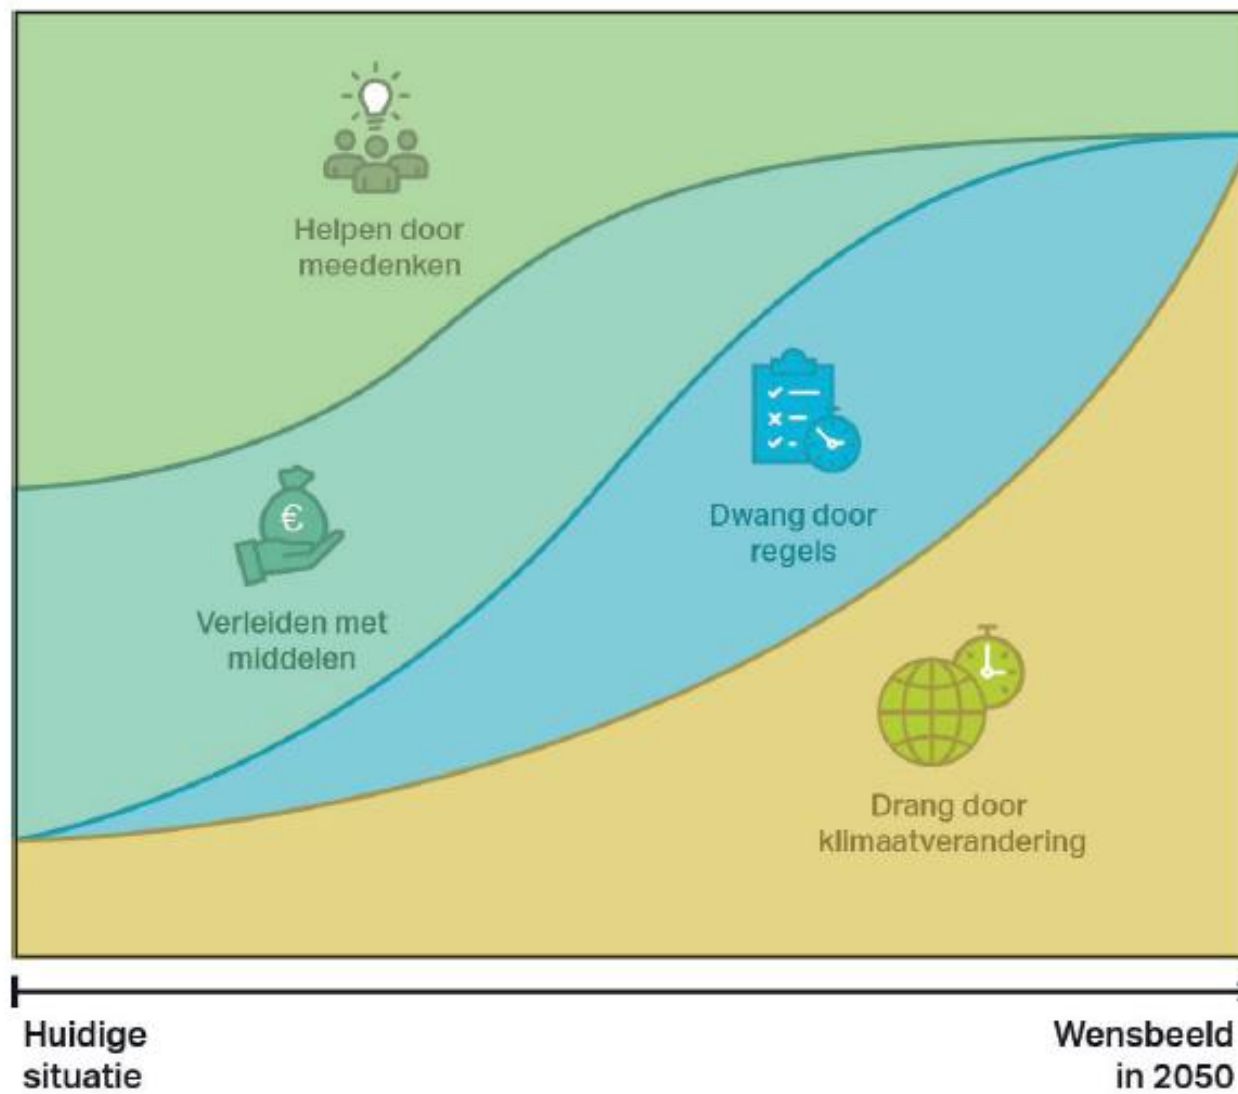 Helpen door
meedenken
€
Verleiden met
middelen
Dwang door
regels
Drang door
klimaatverandering
Huidige
situatie
Wensbeeld
in 2050